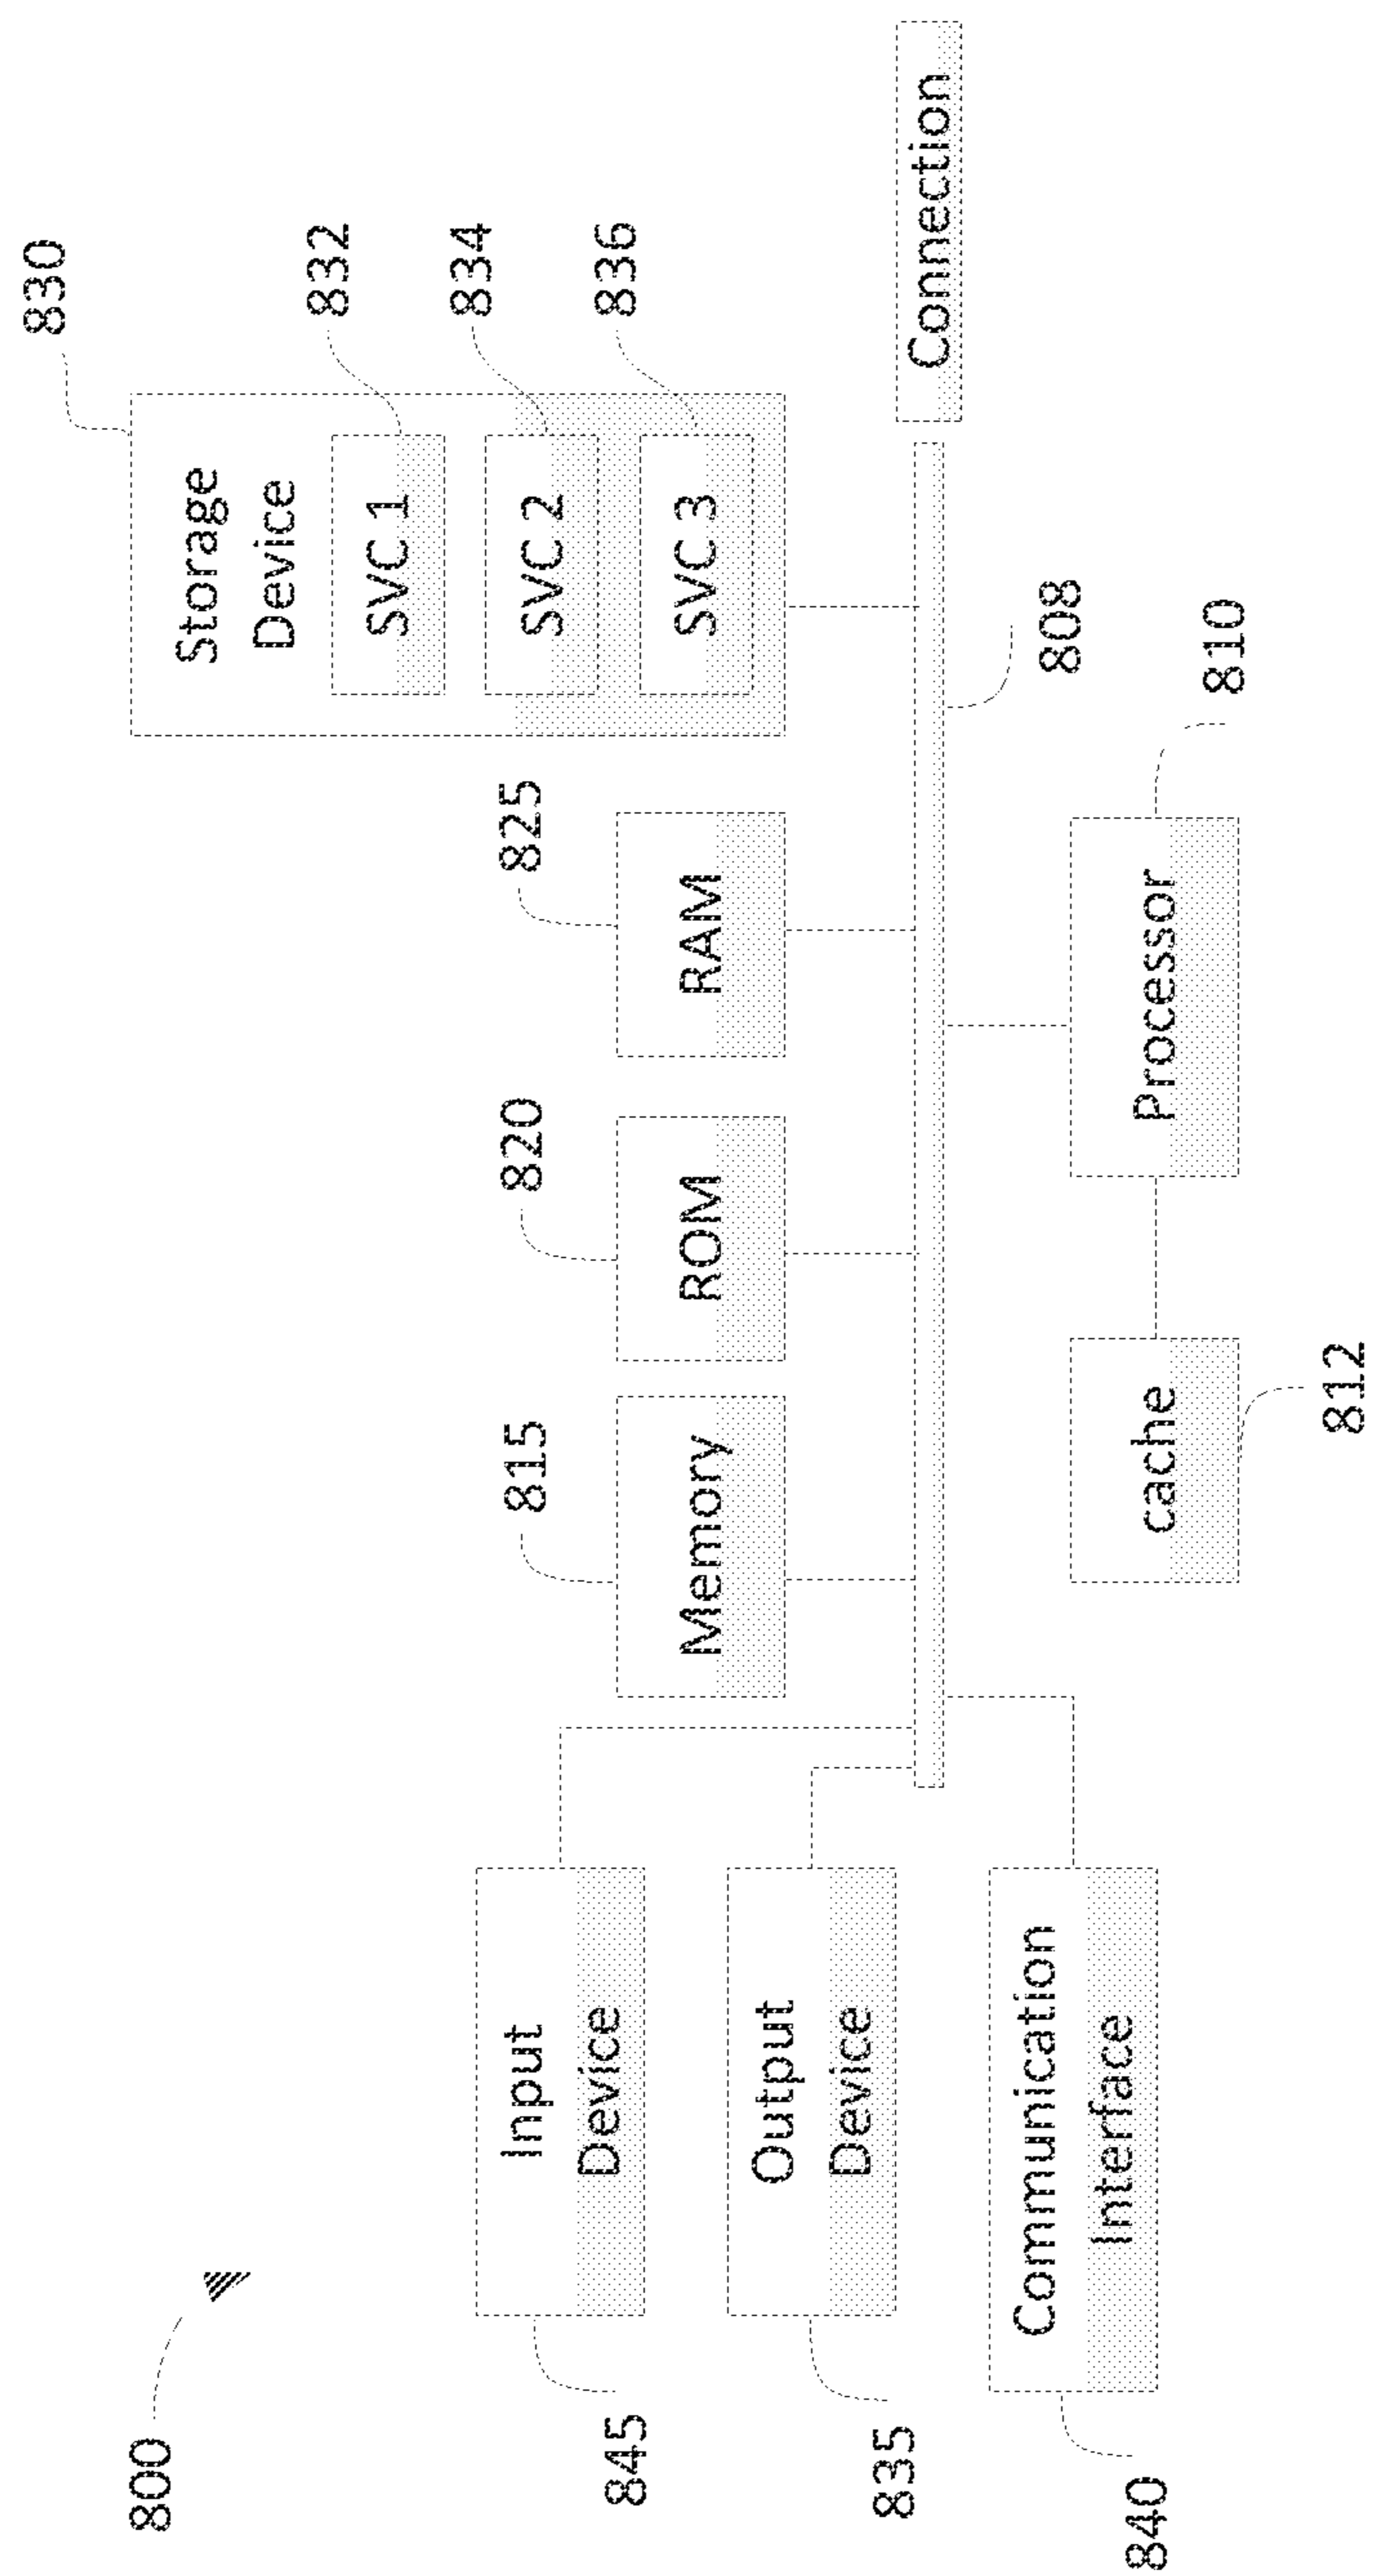 800
830
Storage
Device
832
SVC 1
834
SVC 2
836
SVC 3
815
820
825
Memory
ROM
RAM
845
Input
Device
835
Output
Device
Connection
808
840
Communication
Interface
cache
Processor
810
812